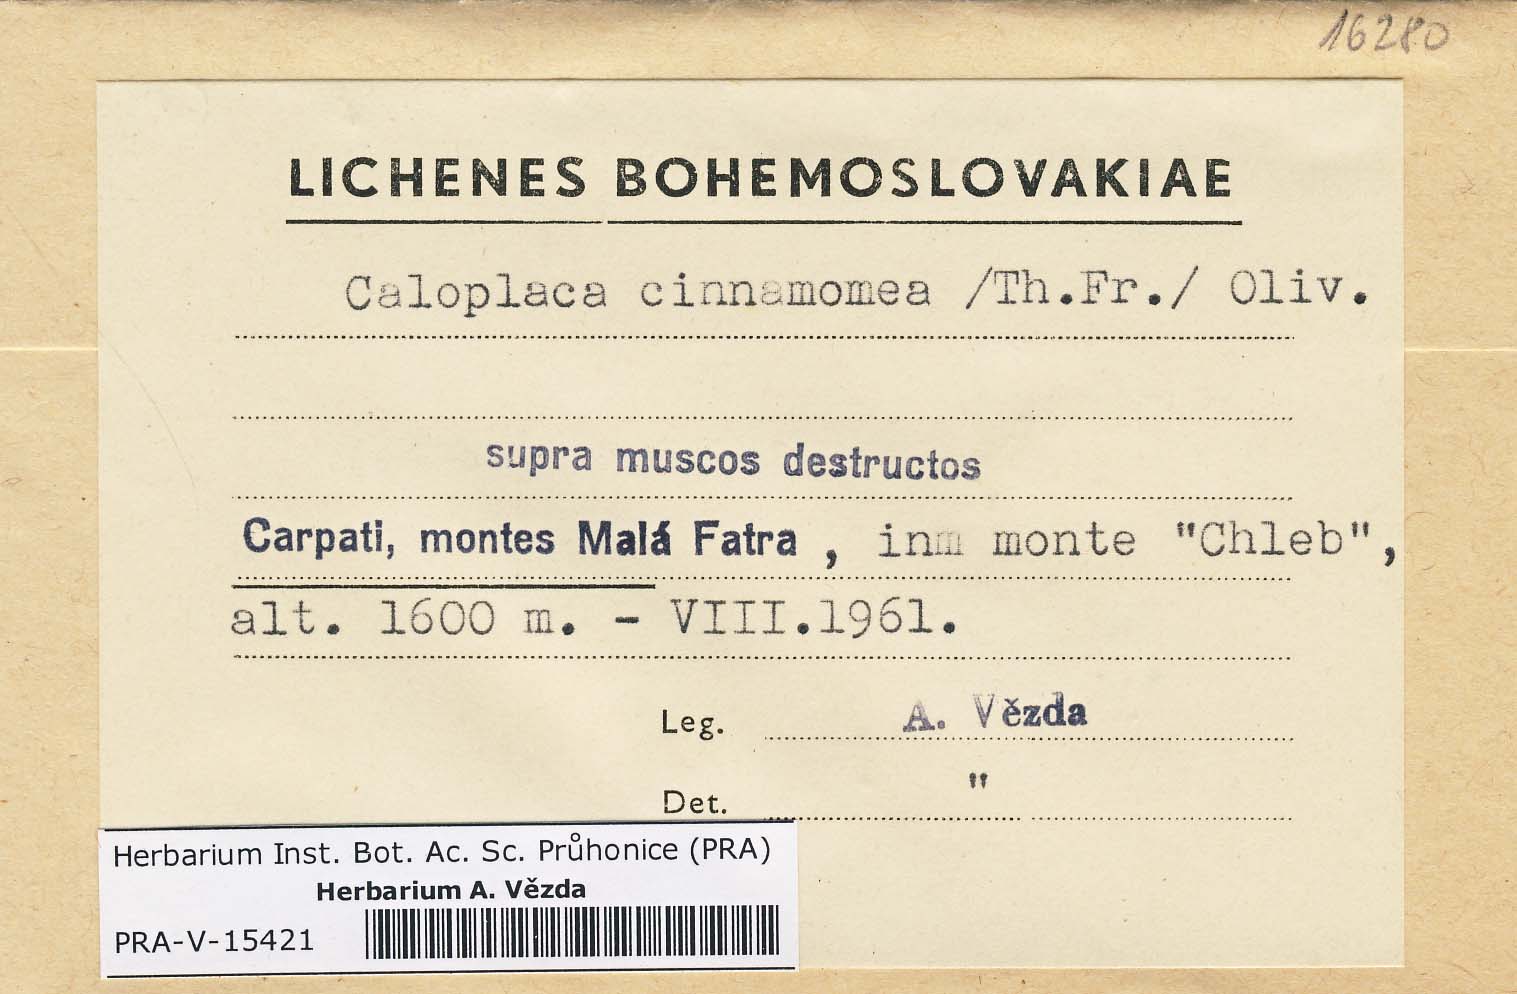 16280
LICHENES BOHEMOSLOVAKIAE
Caloplaca cinnamomea /Th.Fr./ Oliv.
supra muscos destructos
Carpati, montes Malá Fatra , inm monte "Chleb",
alt. 1600 m. - VIII.1961.
Leg. A. Vězda
Det. "
Herbarium Inst. Bot. Ac. Sc. Průhonice (PRA)
Herbarium A. Vězda
PRA-V-15421